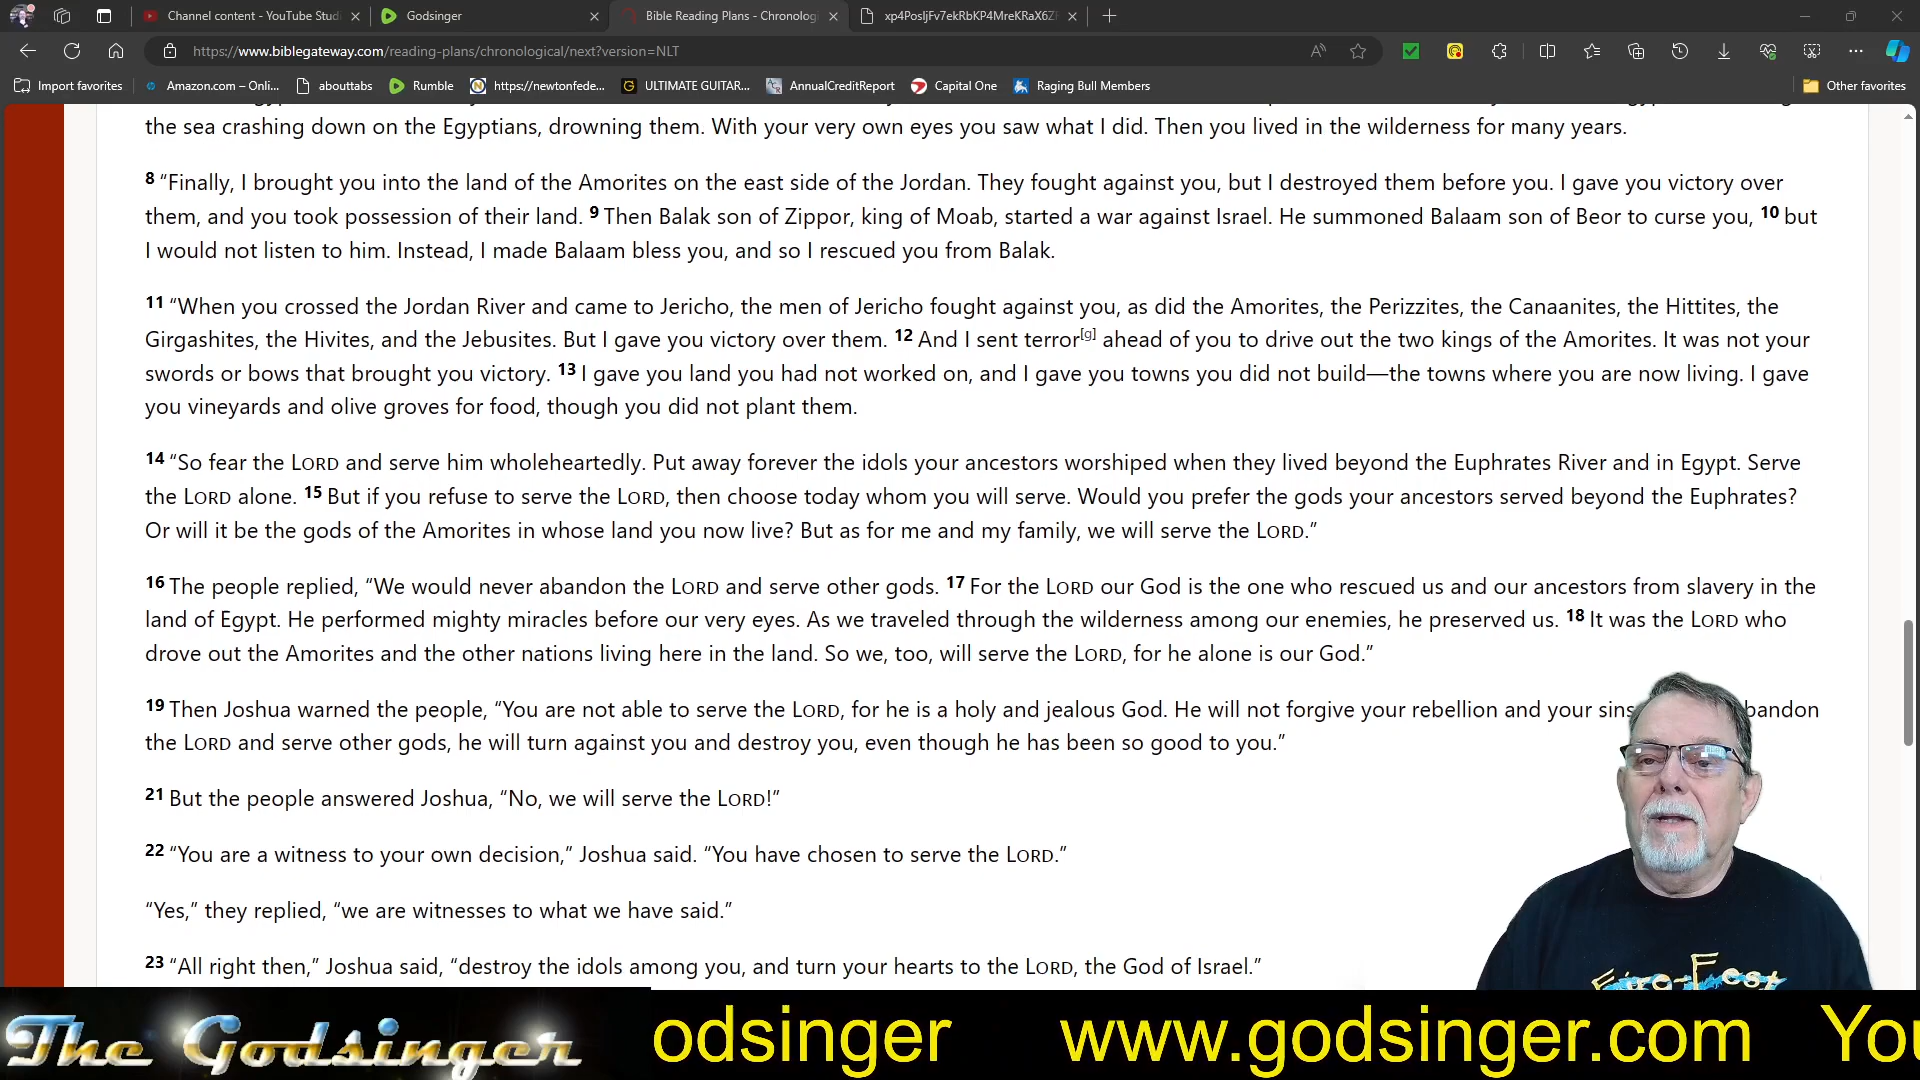 Channel content - YouTube Stud
Godsinger
Bible Reading Plans - Chronolog
xp4PosIjFv7ekRbKP4MreKRaX6ZF
https://www.biblegateway.com/reading-plans/chronological/next?version=NLT
Import favorites
Amazon.com – Onli...
abouttabs
Rumble
https://newtonfede...
ULTIMATE GUITAR...
AnnualCreditReport
Capital One
Raging Bull Members
Other favorites
the sea crashing down on the Egyptians, drowning them. With your very own eyes you saw what I did. Then you lived in the wilderness for many years.
8 “Finally, I brought you into the land of the Amorites on the east side of the Jordan. They fought against you, but I destroyed them before you. I gave you victory over
them, and you took possession of their land. 9 Then Balak son of Zippor, king of Moab, started a war against Israel. He summoned Balaam son of Beor to curse you, 10 but
I would not listen to him. Instead, I made Balaam bless you, and so I rescued you from Balak.
11 “When you crossed the Jordan River and came to Jericho, the men of Jericho fought against you, as did the Amorites, the Perizzites, the Canaanites, the Hittites, the
Girgashites, the Hivites, and the Jebusites. But I gave you victory over them. 12 And I sent terror[g] ahead of you to drive out the two kings of the Amorites. It was not your
swords or bows that brought you victory. 13 I gave you land you had not worked on, and I gave you towns you did not build—the towns where you are now living. I gave
you vineyards and olive groves for food, though you did not plant them.
14 “So fear the LORD and serve him wholeheartedly. Put away forever the idols your ancestors worshiped when they lived beyond the Euphrates River and in Egypt. Serve
the LORD alone. 15 But if you refuse to serve the LORD, then choose today whom you will serve. Would you prefer the gods your ancestors served beyond the Euphrates?
Or will it be the gods of the Amorites in whose land you now live? But as for me and my family, we will serve the LORD.”
16 The people replied, “We would never abandon the LORD and serve other gods. 17 For the LORD our God is the one who rescued us and our ancestors from slavery in the
land of Egypt. He performed mighty miracles before our very eyes. As we traveled through the wilderness among our enemies, he preserved us. 18 It was the LORD who
drove out the Amorites and the other nations living here in the land. So we, too, will serve the LORD, for he alone is our God.”
19 Then Joshua warned the people, “You are not able to serve the LORD, for he is a holy and jealous God. He will not forgive your rebellion and your sins bandon
the LORD and serve other gods, he will turn against you and destroy you, even though he has been so good to you.”
21 But the people answered Joshua, “No, we will serve the LORD!”
22 “You are a witness to your own decision,” Joshua said. “You have chosen to serve the LORD.”
“Yes,” they replied, “we are witnesses to what we have said.”
23 “All right then,” Joshua said, “destroy the idols among you, and turn your hearts to the LORD, the God of Israel.”
The Godsinger
odsinger www.godsinger.com You